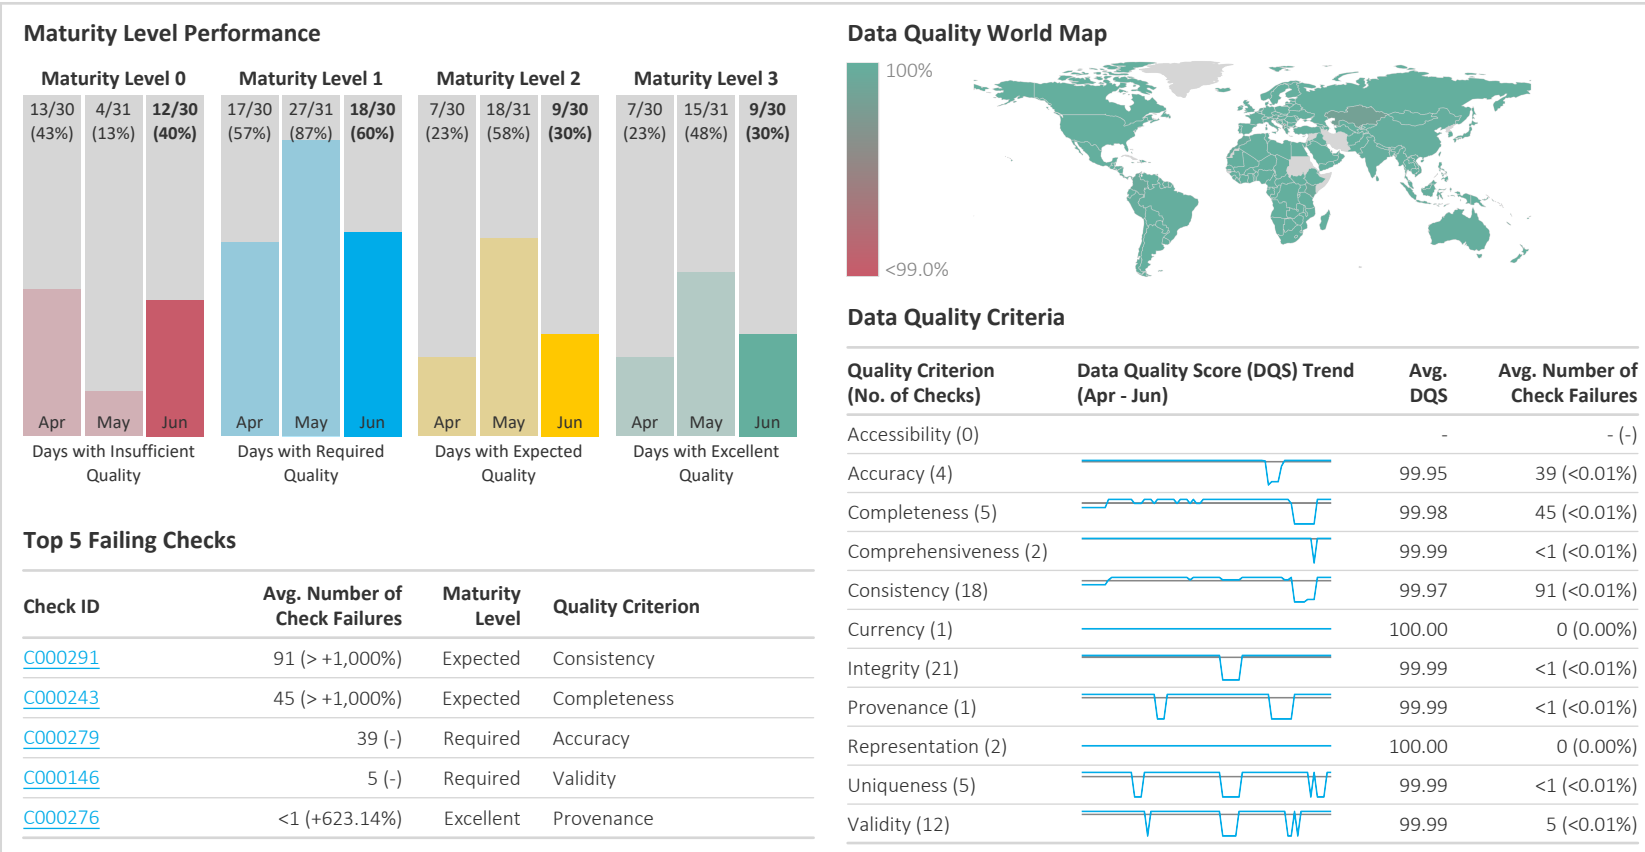 Maturity Level Performance
Maturity Level 0
13/30 4/31 12/30
(43%) (13%) (40%)
Apr May Jun
Days with Insufficient
Quality
Maturity Level 1
17/30 27/31 18/30
(57%) (87%) (60%)
Apr May Jun
Days with Required
Quality
Maturity Level 2
7/30 18/31 9/30
(23%) (58%) (30%)
Apr May Jun
Days with Expected
Quality
Maturity Level 3
7/30 15/31 9/30
(23%) (48%) (30%)
Apr May Jun
Days with Excellent
Quality
Top 5 Failing Checks
Check ID Avg. Number of Check Failures Maturity Level Quality Criterion
C000291 91 (> +1,000%) Expected Consistency
C000243 45 (> +1,000%) Expected Completeness
C000279 39 (-) Required Accuracy
C000146 5 (-) Required Validity
C000276 <1 (+623.14%) Excellent Provenance
Data Quality World Map
100%
<99.0%
Data Quality Criteria
Quality Criterion (No. of Checks) Data Quality Score (DQS) Trend (Apr - Jun) Avg. DQS Avg. Number of Check Failures
Accessibility (0) - - (-)
Accuracy (4) 99.95 39 (<0.01%)
Completeness (5) 99.98 45 (<0.01%)
Comprehensiveness (2) 99.99 <1 (<0.01%)
Consistency (18) 99.97 91 (<0.01%)
Currency (1) 100.00 0 (0.00%)
Integrity (21) 99.99 <1 (<0.01%)
Provenance (1) 99.99 <1 (<0.01%)
Representation (2) 100.00 0 (0.00%)
Uniqueness (5) 99.99 <1 (<0.01%)
Validity (12) 99.99 5 (<0.01%)